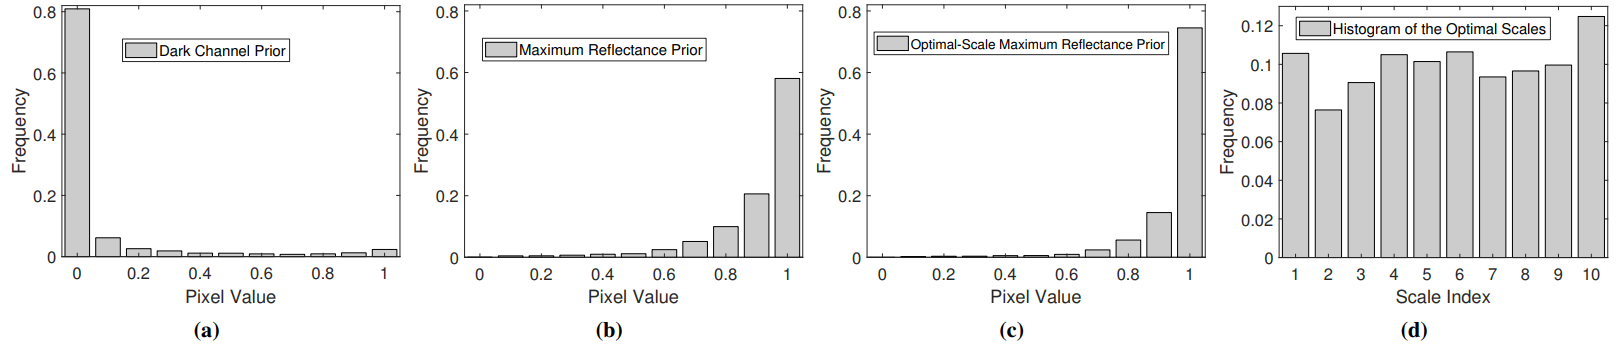 Dark Channel Prior
Frequency
0.8
0.6
0.4
0.2
0
0 0.2 0.4 0.6 0.8 1
Pixel Value
(a)
Maximum Reflectance Prior
Frequency
0.8
0.6
0.4
0.2
0
0 0.2 0.4 0.6 0.8 1
Pixel Value
(b)
Optimal-Scale Maximum Reflectance Prior
Frequency
0.8
0.6
0.4
0.2
0
0 0.2 0.4 0.6 0.8 1
Pixel Value
(c)
Histogram of the Optimal Scales
Frequency
0.12
0.1
0.08
0.06
0.04
0.02
0
1 2 3 4 5 6 7 8 9 10
Scale Index
(d)